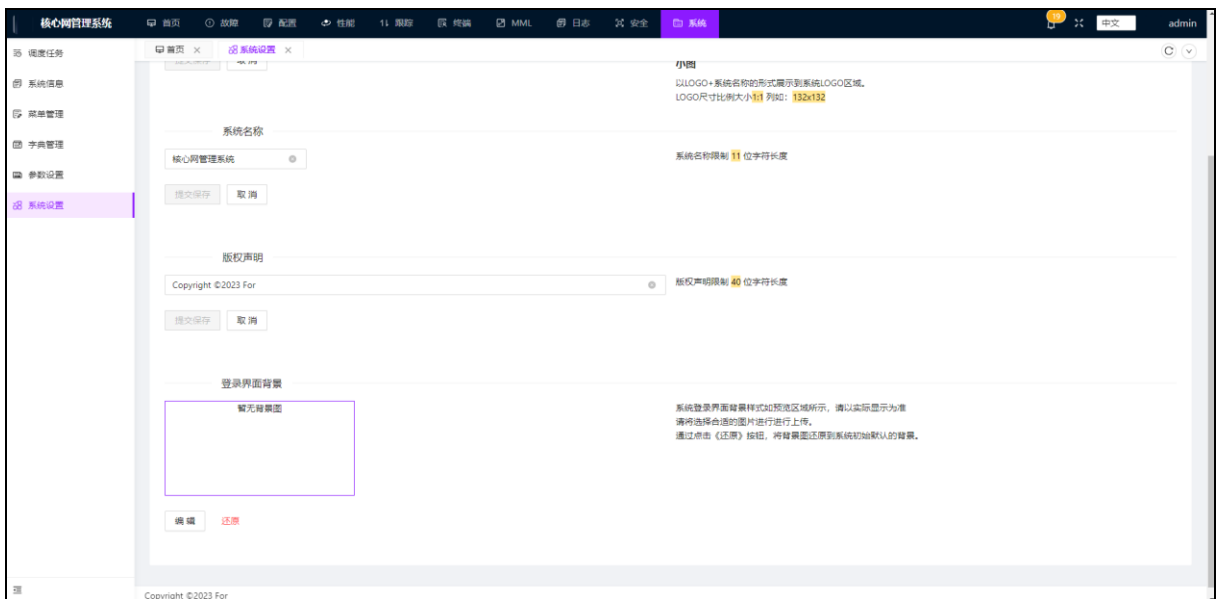 核心网管理系统 首页 故障 配置 性能 跟踪 终端 MML 日志 安全 系统 19 中文 admin
调度任务
系统信息
菜单管理
字典管理
参数设置
系统设置
首页 系统设置
提交保存 取消
小图
以LOGO+系统名称的形式展示到系统LOGO区域。
LOGO尺寸比例大小1:1 列如：132x132
系统名称
核心网管理系统
系统名称限制 11 位字符长度
提交保存 取消
版权声明
Copyright ©2023 For
版权声明限制 40 位字符长度
提交保存 取消
登录界面背景
暂无背景图
系统登录界面背景样式如预览区域所示，请以实际显示为准
请将选择合适的图片进行进行上传。
通过点击《还原》按钮，将背景图还原到系统初始默认的背景。
编辑 还原
Copyright ©2023 For